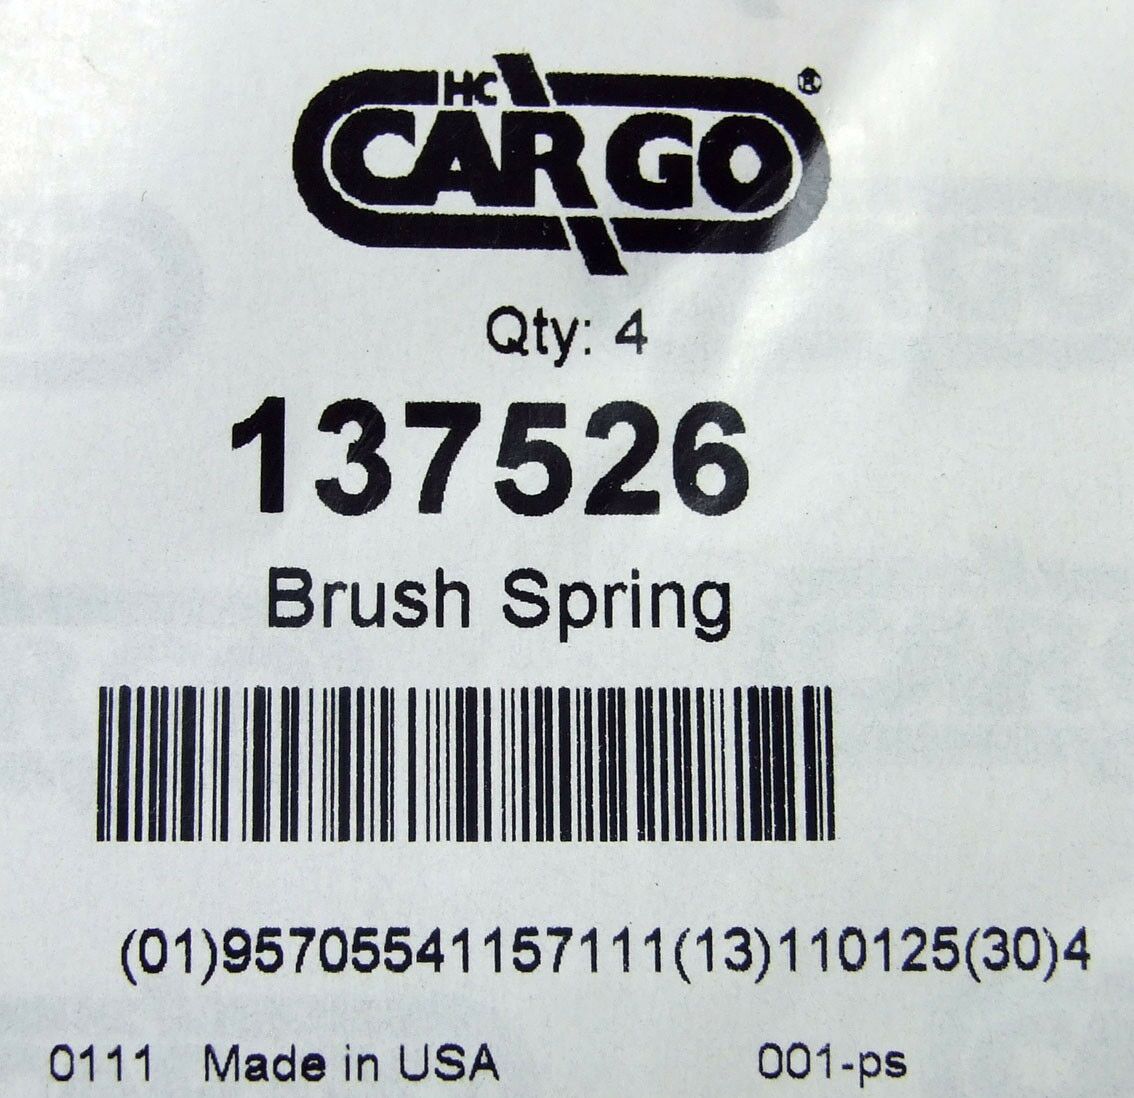 HC
CARGO®
Qty: 4
137526
Brush Spring
(01)95705541157111(13)110125(30)4
0111 Made in USA 001-ps